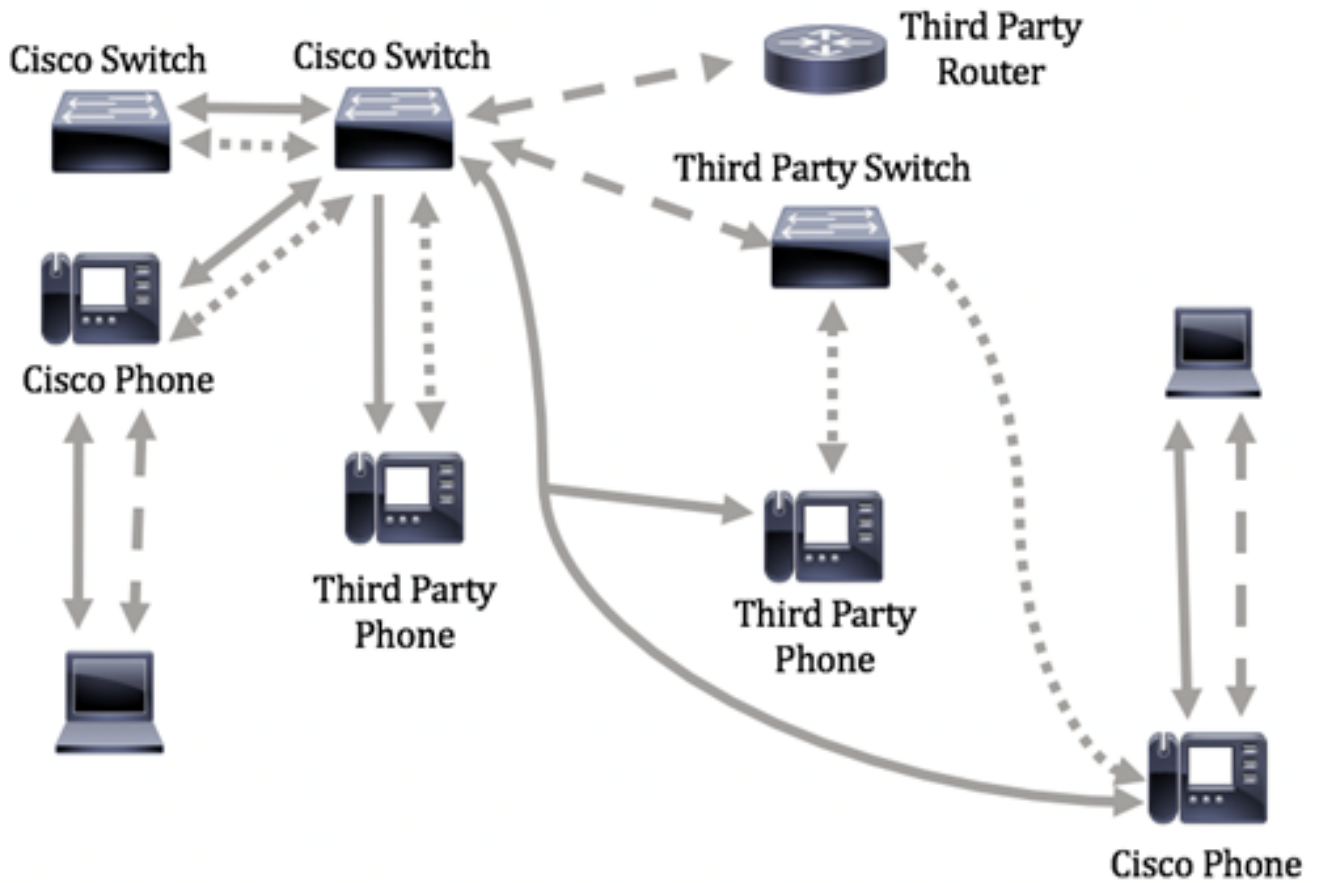 Cisco Switch
Cisco Switch
Third Party
Router
Third Party Switch
Cisco Phone
Third Party
Phone
Third Party
Phone
Cisco Phone